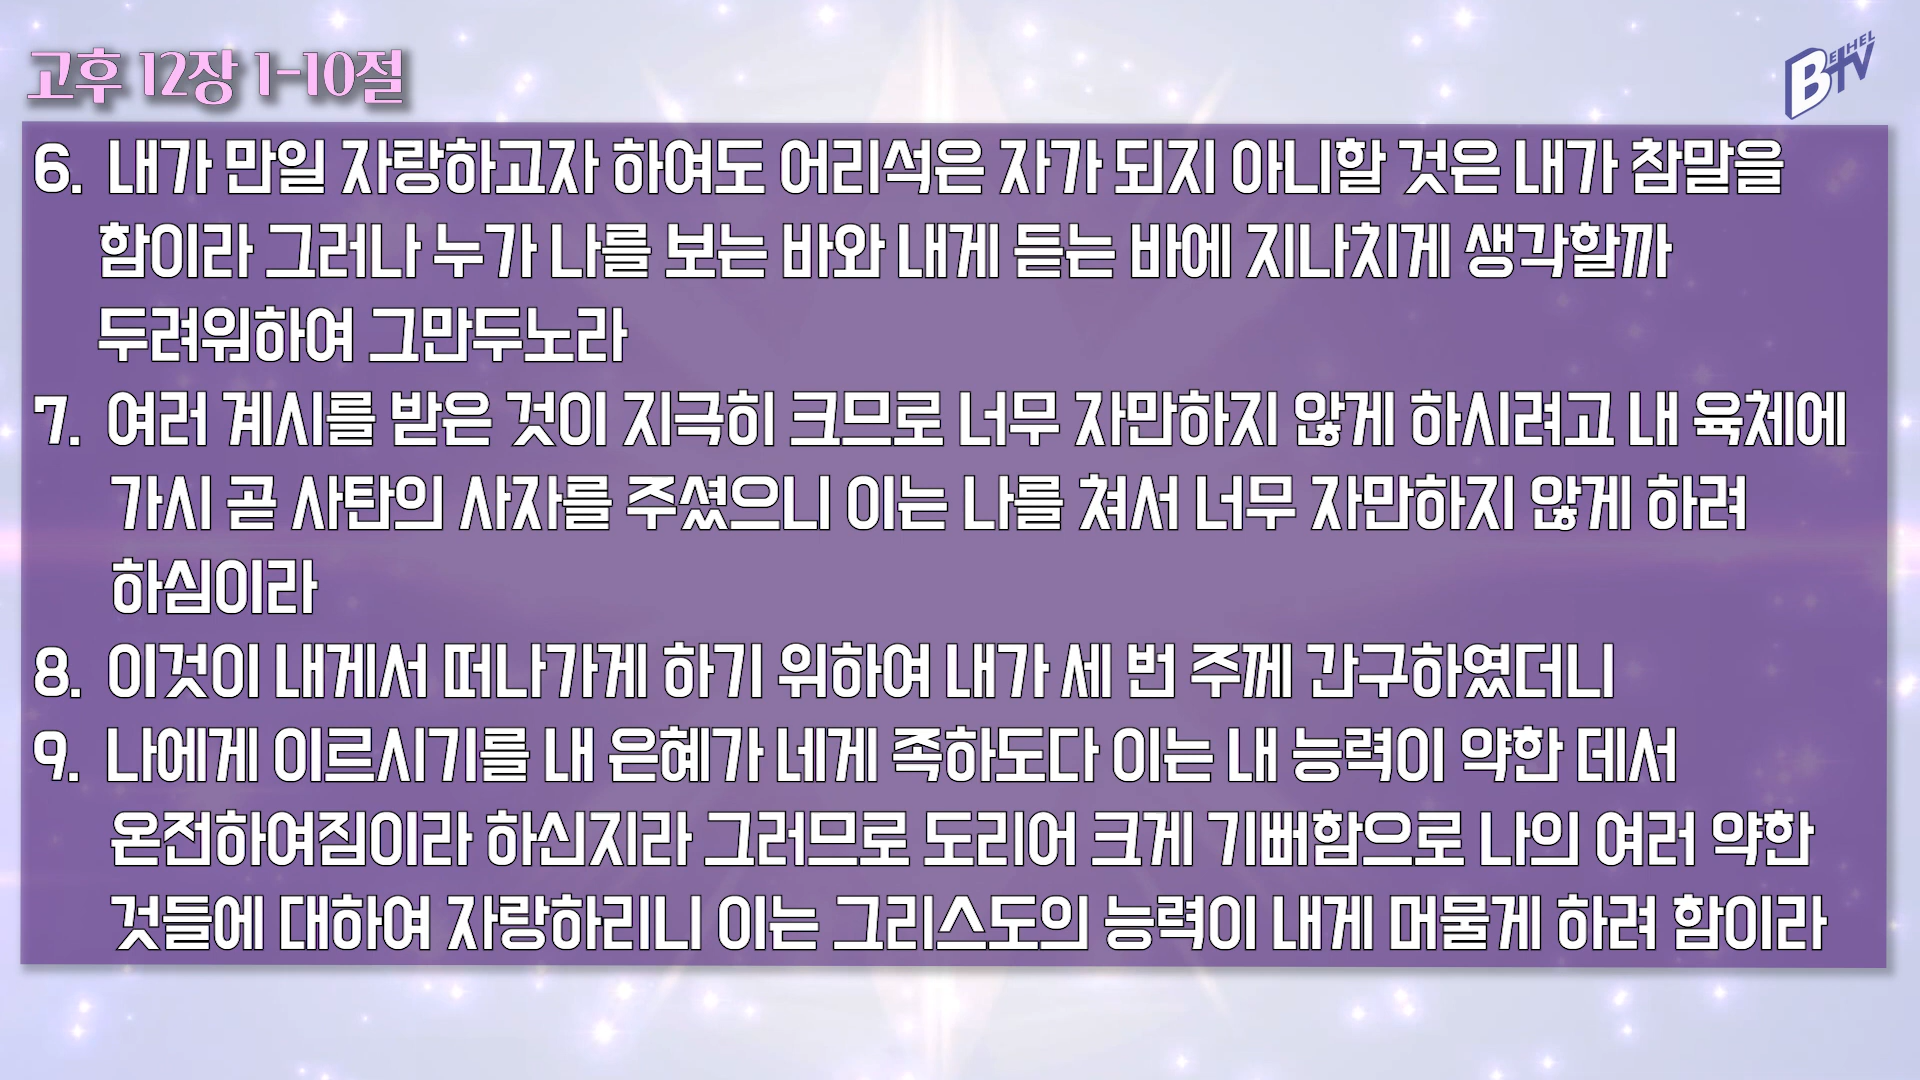 고후 12장 1-10절
BETHEL TV
6. 내가 만일 자랑하고자 하여도 어리석은 자가 되지 아니할 것은 내가 참말을
함이라 그러나 누가 나를 보는 바와 내게 듣는 바에 지나치게 생각할까
두려워하여 그만두노라
7. 여러 계시를 받은 것이 지극히 크므로 너무 자만하지 않게 하시려고 내 육체에
가시 곧 사탄의 사자를 주셨으니 이는 나를 쳐서 너무 자만하지 않게 하려
하심이라
8. 이것이 내게서 떠나가게 하기 위하여 내가 세 번 주께 간구하였더니
9. 나에게 이르시기를 내 은혜가 네게 족하도다 이는 내 능력이 약한 데서
온전하여짐이라 하신지라 그러므로 도리어 크게 기뻐함으로 나의 여러 약한
것들에 대하여 자랑하리니 이는 그리스도의 능력이 내게 머물게 하려 함이라